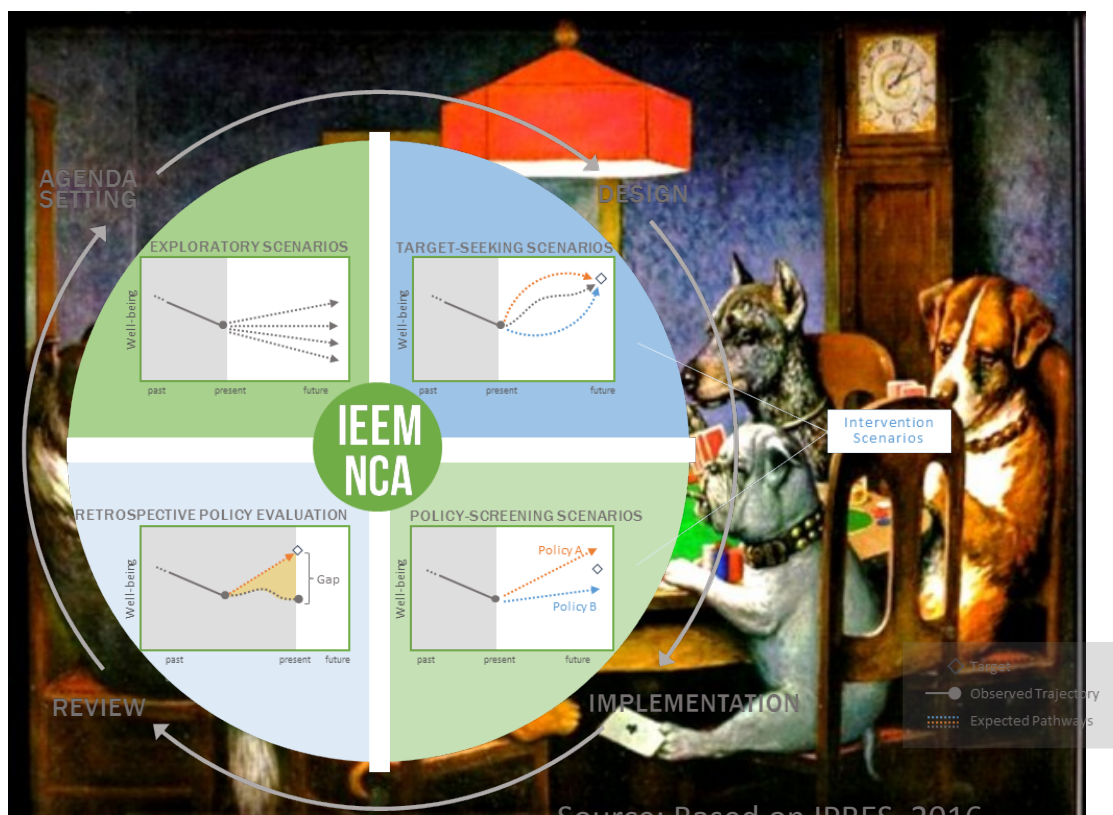 AGENDA
SETTING
DESIGN
EXPLORATORY SCENARIOS
Well-being
past present future
TARGET-SEEKING SCENARIOS
Well-being
past present future
IEEM
NCA
Intervention
Scenarios
RETROSPECTIVE POLICY EVALUATION
Well-being
Gap
past present future
POLICY-SCREENING SCENARIOS
Well-being
Policy A
Policy B
past present future
REVIEW
IMPLEMENTATION
Target
Observed Trajectory
Expected Pathways
Source: Based on IPBES, 2016